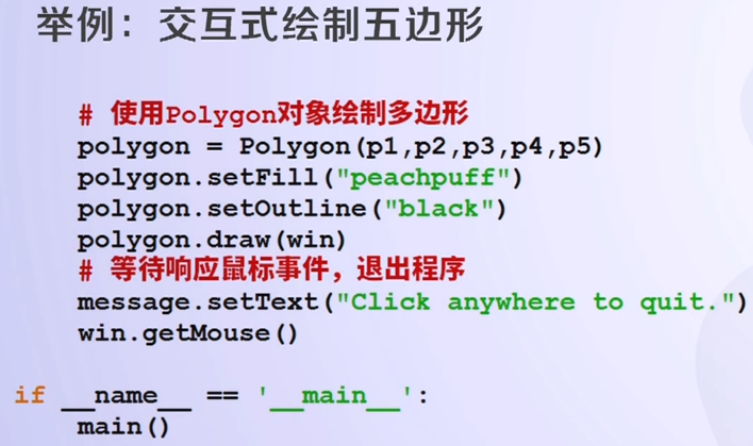 举例：交互式绘制五边形
# 使用Polygon对象绘制多边形
polygon = Polygon(p1,p2,p3,p4,p5)
polygon.setFill("peachpuff")
polygon.setOutline("black")
polygon.draw(win)
# 等待响应鼠标事件，退出程序
message.setText("Click anywhere to quit.")
win.getMouse()
if __name__ == '__main__':
main()